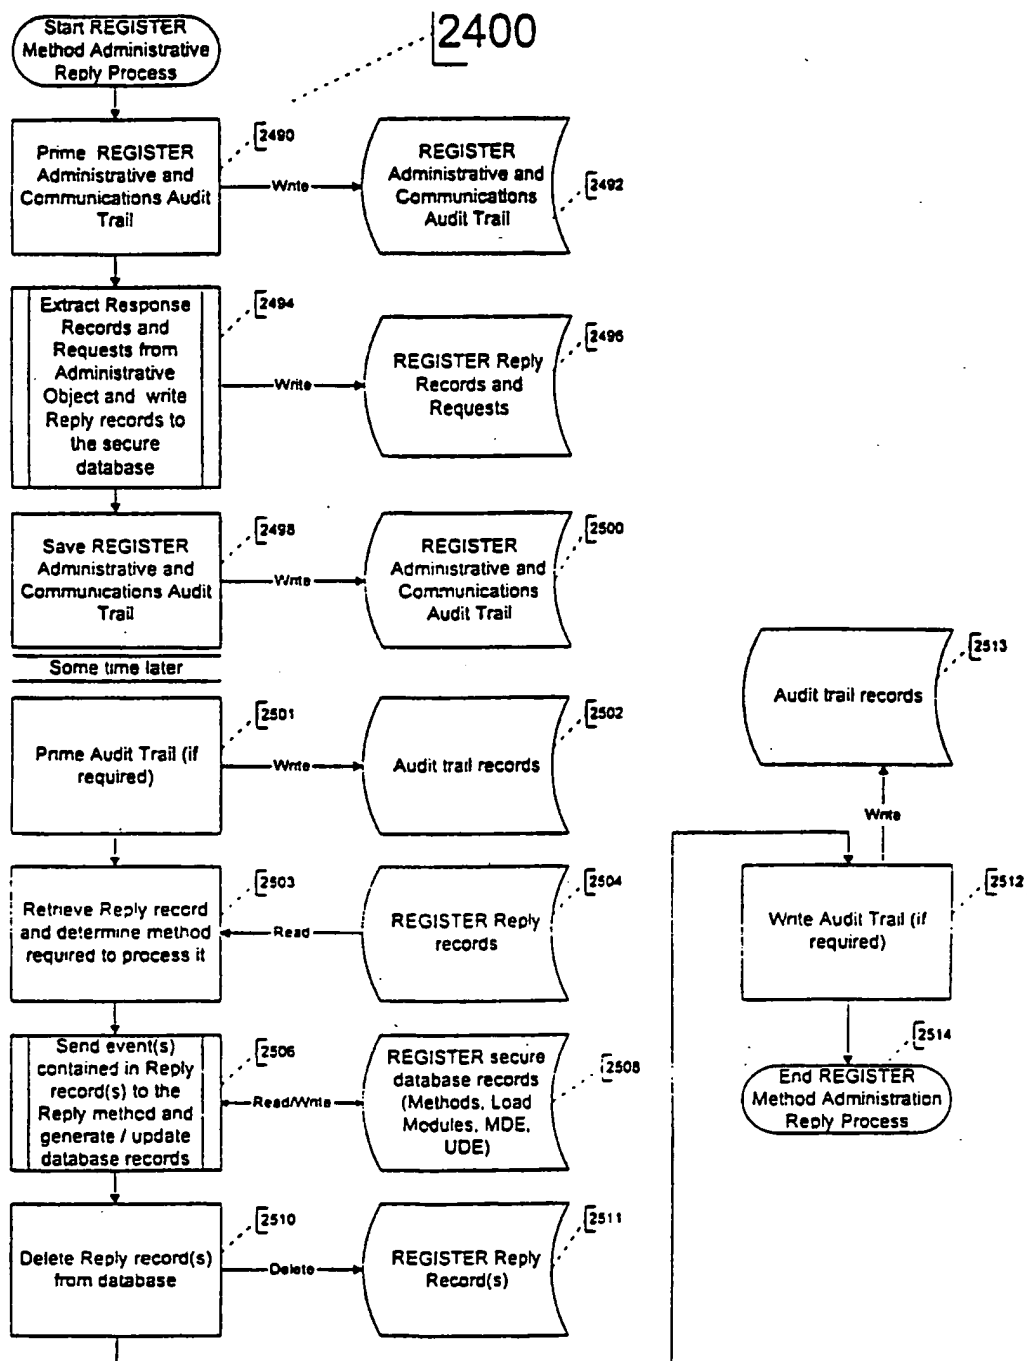 Start REGISTER
Method Administrative
Reply Process
2400
Prime REGISTER
Administrative and
Communications Audit
Trail
2490
Write
REGISTER
Administrative and
Communications
Audit Trail
2492
Extract Response
Records and
Requests from
Administrative
Object and write
Reply records to
the secure
database
2494
Write
REGISTER Reply
Records and
Requests
2496
Save REGISTER
Administrative and
Communications Audit
Trail
2498
Write
REGISTER
Administrative and
Communications
Audit Trail
2500
Some time later
Prime Audit Trail (if
required)
2501
Write
Audit trail records
2502
Retrieve Reply record
and determine method
required to process it
2503
Read
REGISTER Reply
records
2504
Send event(s)
contained in Reply
record(s) to the
Reply method and
generate / update
database records
2506
Read/Write
REGISTER secure
database records
(Methods, Load
Modules, MDE,
UDE)
2508
Delete Reply record(s)
from database
2510
Delete
REGISTER Reply
Record(s)
2511
Audit trail records
2513
Write
Write Audit Trail (if
required)
2512
2514
End REGISTER
Method Administration
Reply Process